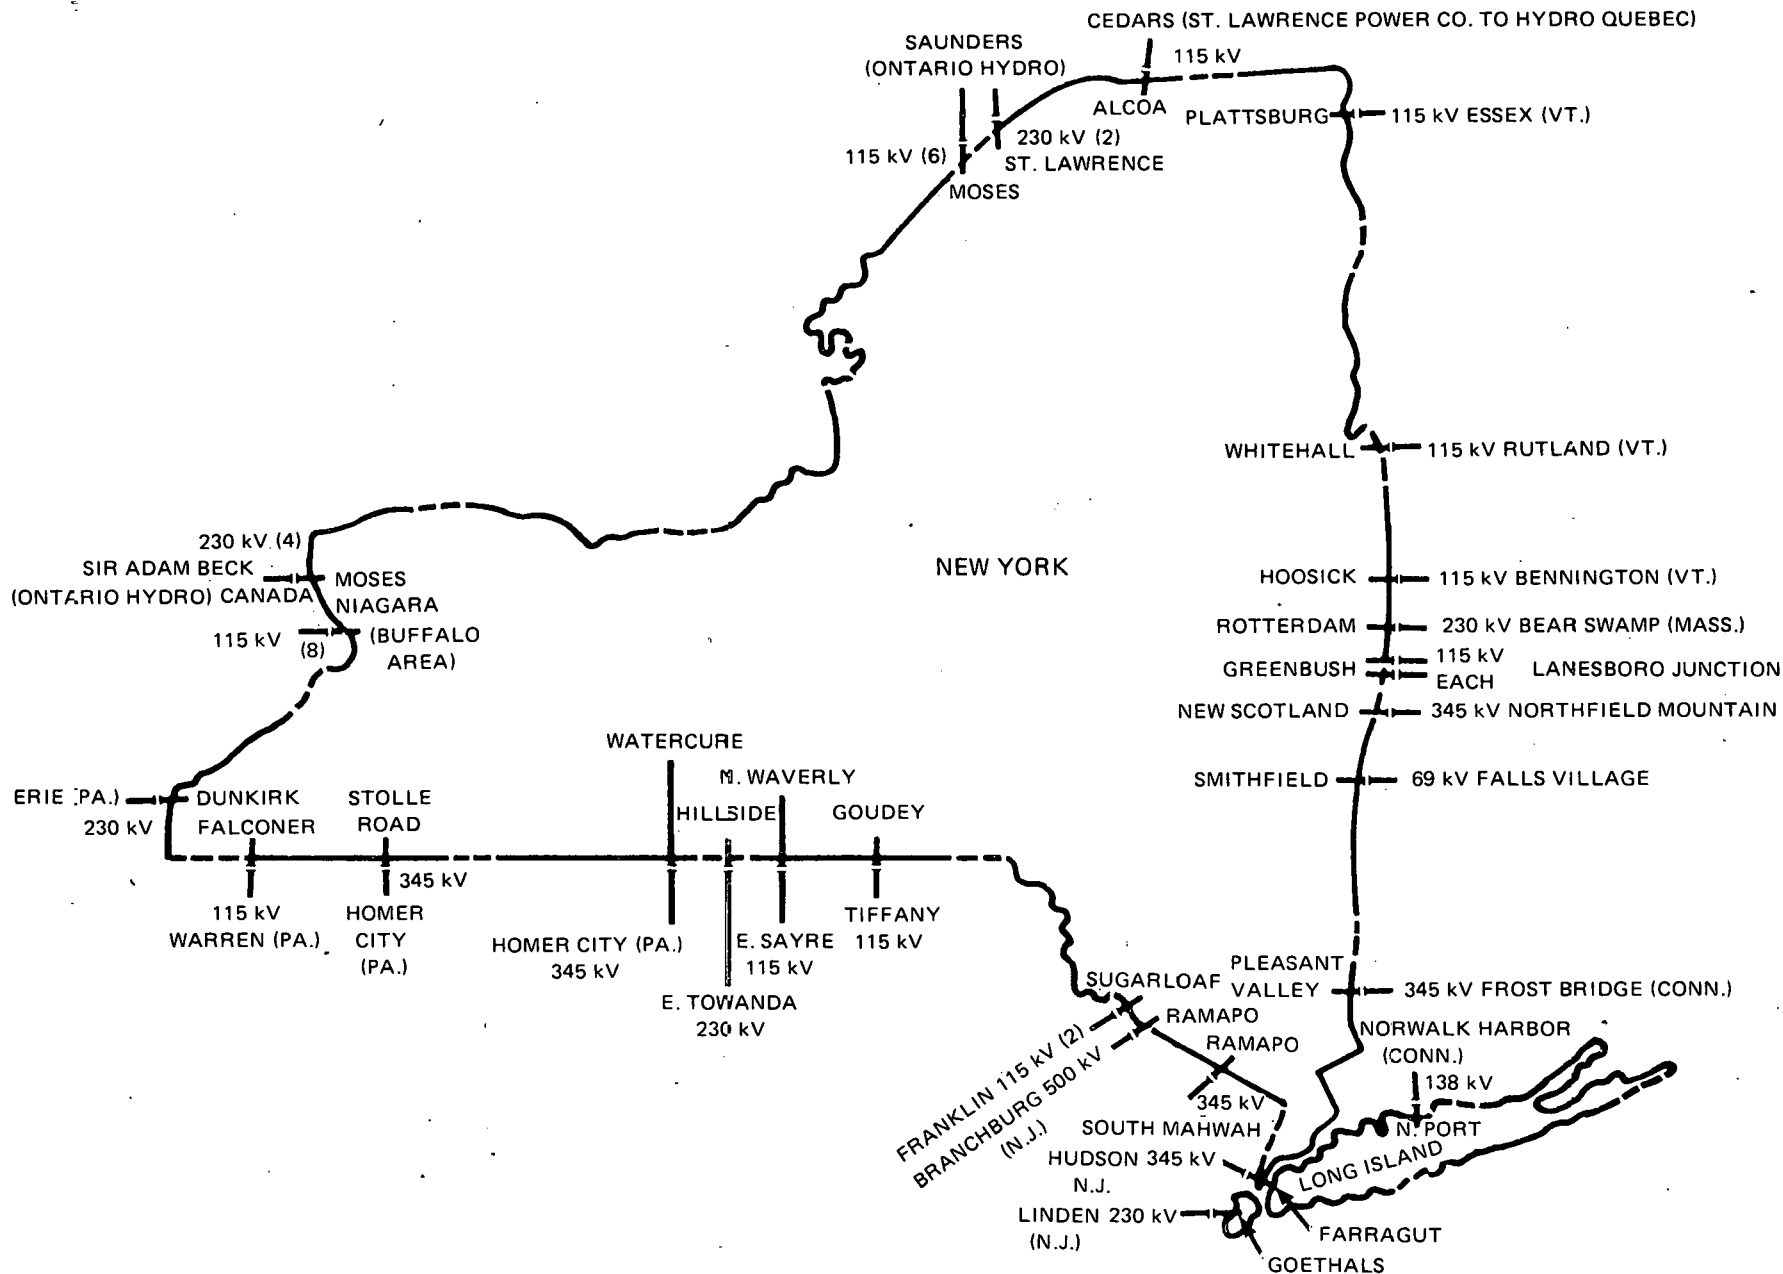 CEDARS (ST. LAWRENCE POWER CO. TO HYDRO QUEBEC)
115 kV
ALCOA
SAUNDERS
(ONTARIO HYDRO)
230 kV (2)
ST. LAWRENCE
115 kV (6)
MOSES
PLATTSBURG
115 kV ESSEX (VT.)
WHITEHALL
115 kV RUTLAND (VT.)
230 kV (4)
SIR ADAM BECK
(ONTARIO HYDRO) CANADA
MOSES
NIAGARA
115 kV
(8)
(BUFFALO
AREA)
NEW YORK
HOOSICK
115 kV BENNINGTON (VT.)
ROTTERDAM
230 kV BEAR SWAMP (MASS.)
GREENBUSH
115 kV
EACH
LANESBORO JUNCTION
NEW SCOTLAND
345 kV NORTHFIELD MOUNTAIN
SMITHFIELD
69 kV FALLS VILLAGE
ERIE (PA.)
230 kV
DUNKIRK
FALCONER
115 kV
WARREN (PA.)
STOLLE
ROAD
345 kV
HOMER
CITY
(PA.)
WATERCURE
HOMER CITY (PA.)
345 kV
HILLSIDE
E. TOWANDA
230 kV
N. WAVERLY
E. SAYRE
115 kV
GOUDEY
TIFFANY
115 kV
SUGARLOAF
FRANKLIN 115 kV (2)
RAMAPO
BRANCHBURG 500 kV
(N.J.)
RAMAPO
345 kV
SOUTH MAHWAH
PLEASANT
VALLEY
345 kV FROST BRIDGE (CONN.)
NORWALK HARBOR
(CONN.)
138 kV
N. PORT
LONG ISLAND
HUDSON 345 kV
N.J.
LINDEN 230 kV
(N.J.)
FARRAGUT
GOETHALS